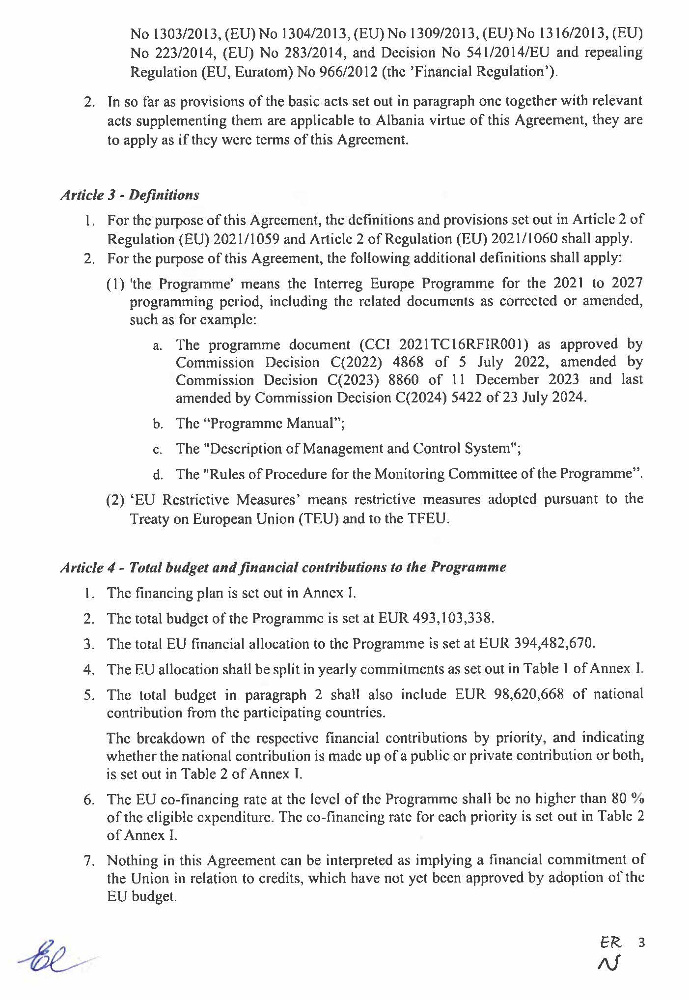 No 1303/2013, (EU) No 1304/2013, (EU) No 1309/2013, (EU) No 1316/2013, (EU)
No 223/2014, (EU) No 283/2014, and Decision No 541/2014/EU and repealing
Regulation (EU, Euratom) No 966/2012 (the ’Financial Regulation’).
2. In so far as provisions of the basic acts set out in paragraph one together with relevant
acts supplementing them are applicable to Albania virtue of this Agreement, they are
to apply as if they were terms of this Agreement.
Article 3 - Definitions
1. For the purpose of this Agreement, the definitions and provisions set out in Article 2 of
Regulation (EU) 2021/1059 and Article 2 of Regulation (EU) 2021/1060 shall apply.
2. For the purpose of this Agreement, the following additional definitions shall apply:
(1) 'the Programme' means the Interreg Europe Programme for the 2021 to 2027
programming period, including the related documents as corrected or amended,
such as for example:
a. The programme document (CCI 2021TC16RFIR001) as approved by
Commission Decision C(2022) 4868 of 5 July 2022, amended by
Commission Decision C(2023) 8860 of 11 December 2023 and last
amended by Commission Decision C(2024) 5422 of 23 July 2024.
b. The “Programme Manual”;
c. The "Description of Management and Control System";
d. The "Rules of Procedure for the Monitoring Committee of the Programme”.
(2) ‘EU Restrictive Measures’ means restrictive measures adopted pursuant to the
Treaty on European Union (TEU) and to the TFEU.
Article 4 - Total budget and financial contributions to the Programme
1. The financing plan is set out in Annex I.
2. The total budget of the Programme is set at EUR 493,103,338.
3. The total EU financial allocation to the Programme is set at EUR 394,482,670.
4. The EU allocation shall be split in yearly commitments as set out in Table 1 of Annex I.
5. The total budget in paragraph 2 shall also include EUR 98,620,668 of national
contribution from the participating countries.
The breakdown of the respective financial contributions by priority, and indicating
whether the national contribution is made up of a public or private contribution or both,
is set out in Table 2 of Annex I.
6. The EU co-financing rate at the level of the Programme shall be no higher than 80 %
of the eligible expenditure. The co-financing rate for each priority is set out in Table 2
of Annex I.
7. Nothing in this Agreement can be interpreted as implying a financial commitment of
the Union in relation to credits, which have not yet been approved by adoption of the
EU budget.
ER 3